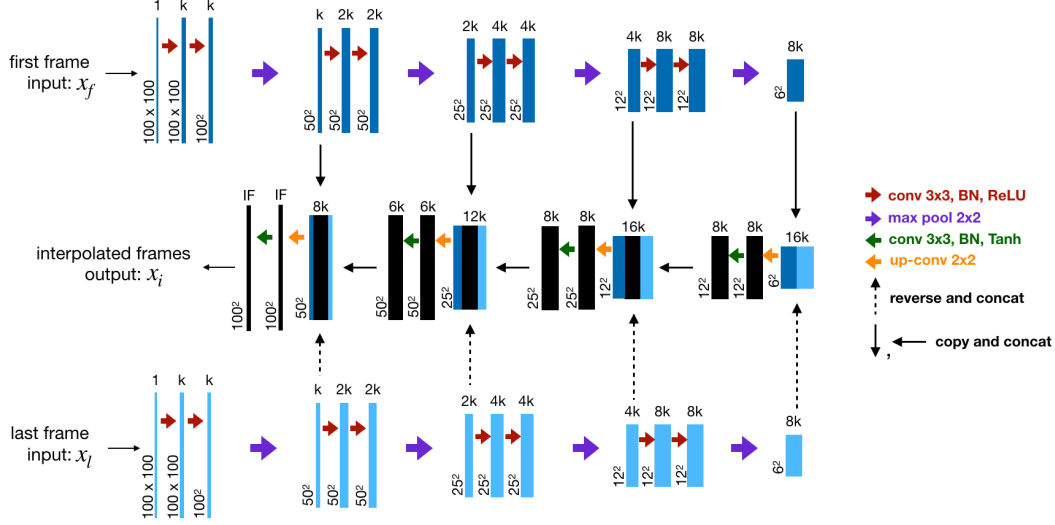 1 k k
k 2k 2k
2k 4k 4k
4k 8k 8k
8k
first frame
input: x_f
100 x 100 100 x 100 100²
50² 50² 50²
25² 25² 25²
12² 12² 12²
6²
IF IF
8k
6k 6k
12k
8k 8k
16k
8k 8k
16k
interpolated frames
output: x_i
100² 100²
50²
50² 50²
25²
25² 25²
12²
12² 12²
6²
conv 3x3, BN, ReLU
max pool 2x2
conv 3x3, BN, Tanh
up-conv 2x2
reverse and concat
, copy and concat
1 k k
k 2k 2k
2k 4k 4k
4k 8k 8k
8k
last frame
input: x_l
100 x 100 100 x 100 100²
50² 50² 50²
25² 25² 25²
12² 12² 12²
6²